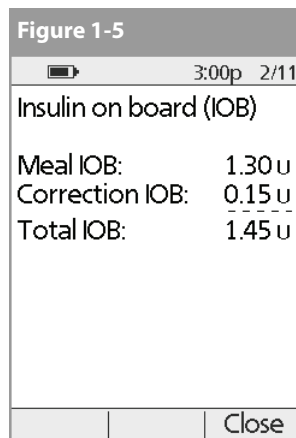 Figure 1-5
3:00p 2/11
Insulin on board (IOB)
Meal IOB: 1.30 u
Correction IOB: 0.15 u
Total IOB: 1.45 u
Close